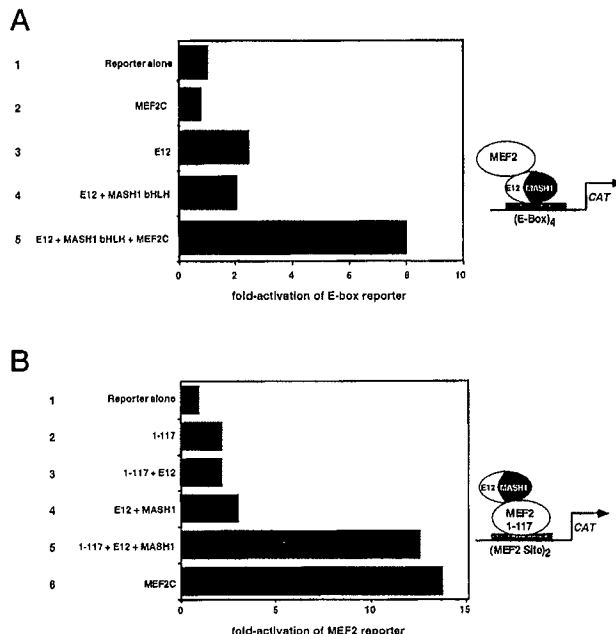 A
1 Reporter alone
2 MEF2C
3 E12
4 E12 + MASH1 bHLH
5 E12 + MASH1 bHLH + MEF2C
0 2 4 6 8 10
fold-activation of E-box reporter
MEF2
E12 MASH1
CAT
(E-Box)4
B
1 Reporter alone
2 1-117
3 1-117 + E12
4 E12 + MASH1
5 1-117 + E12 + MASH1
6 MEF2C
0 5 10 15
fold-activation of MEF2 reporter
E12 MASH1
MEF2
1-117
CAT
(MEF2 Site)2